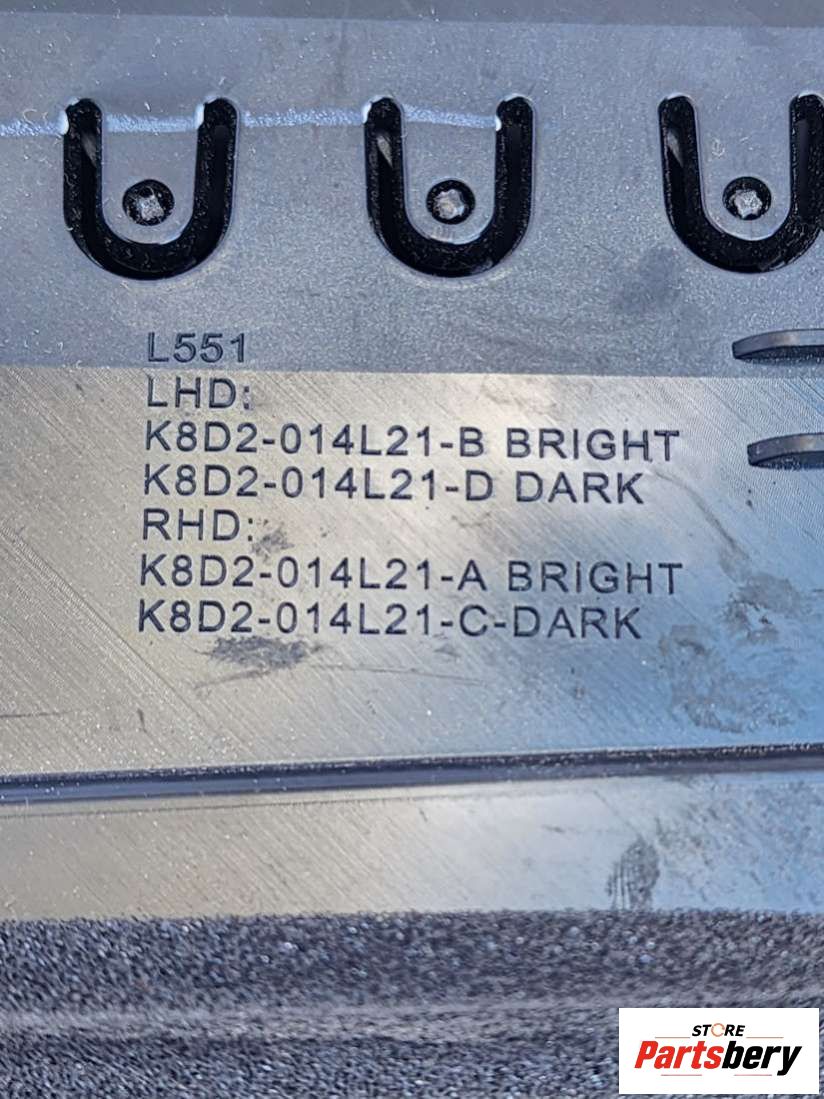 L551
LHD:
K8D2-014L21-B BRIGHT
K8D2-014L21-D DARK
RHD:
K8D2-014L21-A BRIGHT
K8D2-014L21-C-DARK
STORE
Partsbery